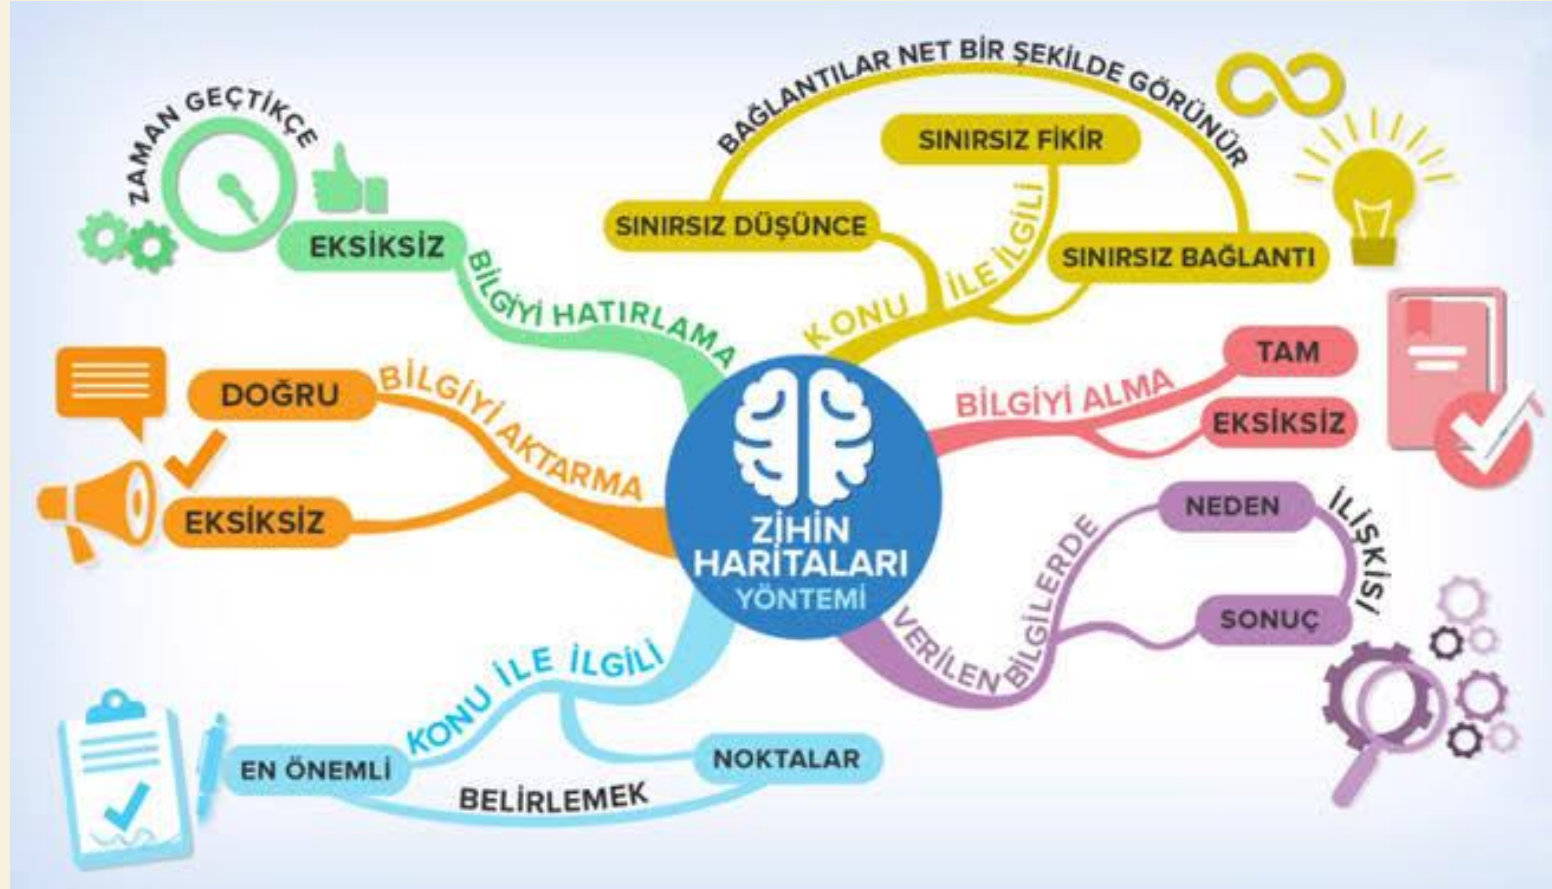 ZİHİN
HARİTALARI
YÖNTEMİ
KONU İLE İLGİLİ
SINIRSIZ DÜŞÜNCE
SINIRSIZ FİKİR
SINIRSIZ BAĞLANTI
BAĞLANTILAR NET BİR ŞEKİLDE GÖRÜNÜR
BİLGİYİ ALMA
TAM
EKSİKSİZ
VERİLEN BİLGİLERDE
NEDEN
SONUÇ
İLİŞKİSİ
KONU İLE İLGİLİ
EN ÖNEMLİ
NOKTALAR
BELİRLEMEK
BİLGİYİ AKTARMA
DOĞRU
EKSİKSİZ
BİLGİYİ HATIRLAMA
EKSİKSİZ
ZAMAN GEÇTİKÇE